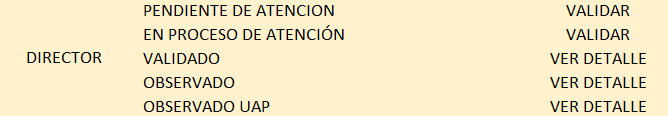 PENDIENTE DE ATENCION VALIDAR
EN PROCESO DE ATENCIÓN VALIDAR
DIRECTOR VALIDADO VER DETALLE
OBSERVADO VER DETALLE
OBSERVADO UAP VER DETALLE